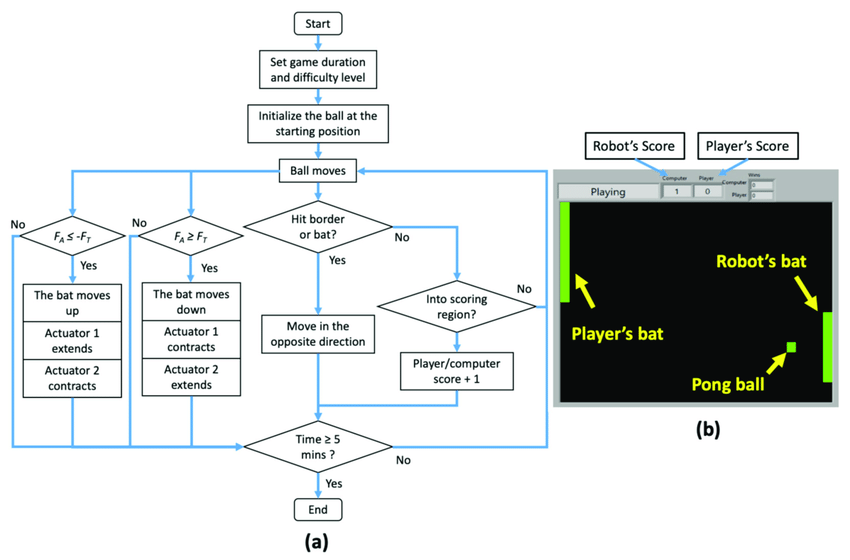 Start
Set game duration
and difficulty level
Initialize the ball at the
starting position
Ball moves
No
F_A ≤ -F_T
Yes
The bat moves
up
Actuator 1
extends
Actuator 2
contracts
No
F_A ≥ F_T
Yes
The bat moves
down
Actuator 1
contracts
Actuator 2
extends
Hit border
or bat?
No
Yes
Move in the
opposite direction
Into scoring
region?
No
Player/computer
score + 1
Time ≥ 5
mins ?
No
Yes
End
(a)
Robot's Score
Player's Score
Playing
Computer
1
Player
0
Wins
Computer
0
Player
0
Robot's bat
Player's bat
Pong ball
(b)